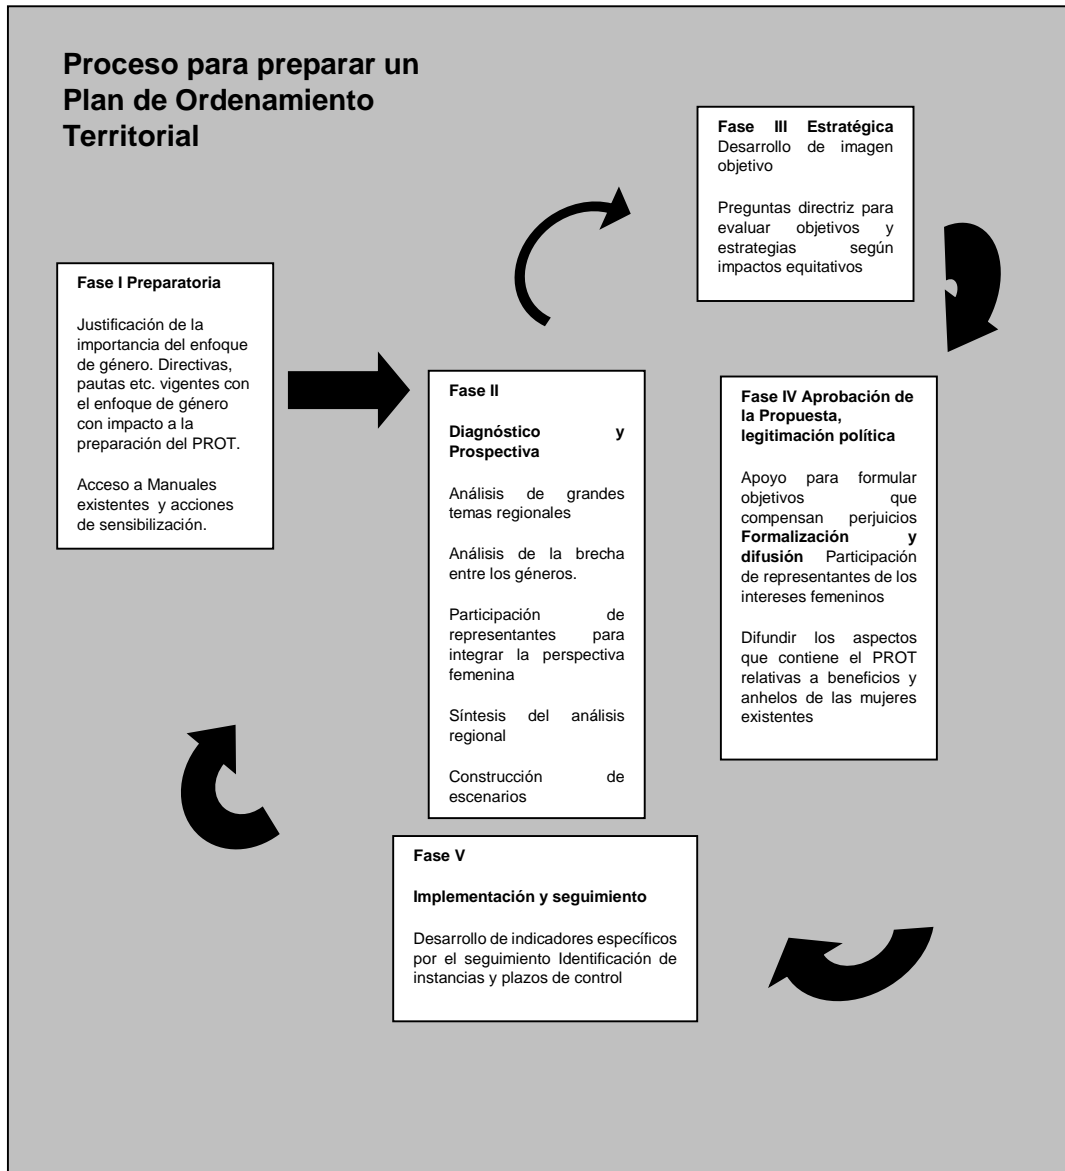 Proceso para preparar un
Plan de Ordenamiento
Territorial
Fase I Preparatoria
Justificación de la
importancia del enfoque
de género. Directivas,
pautas etc. vigentes con
el enfoque de género
con impacto a la
preparación del PROT.
Acceso a Manuales
existentes y acciones
de sensibilización.
Fase II
Diagnóstico y
Prospectiva
Análisis de grandes
temas regionales
Análisis de la brecha
entre los géneros.
Participación de
representantes para
integrar la perspectiva
femenina
Síntesis del análisis
regional
Construcción de
escenarios
Fase III Estratégica
Desarrollo de imagen
objetivo
Preguntas directriz para
evaluar objetivos y
estrategias según
impactos equitativos
Fase IV Aprobación de
la Propuesta,
legitimación política
Apoyo para formular
objetivos que
compensan perjuicios
Formalización y
difusión Participación
de representantes de los
intereses femeninos
Difundir los aspectos
que contiene el PROT
relativas a beneficios y
anhelos de las mujeres
existentes
Fase V
Implementación y seguimiento
Desarrollo de indicadores específicos
por el seguimiento Identificación de
instancias y plazos de control